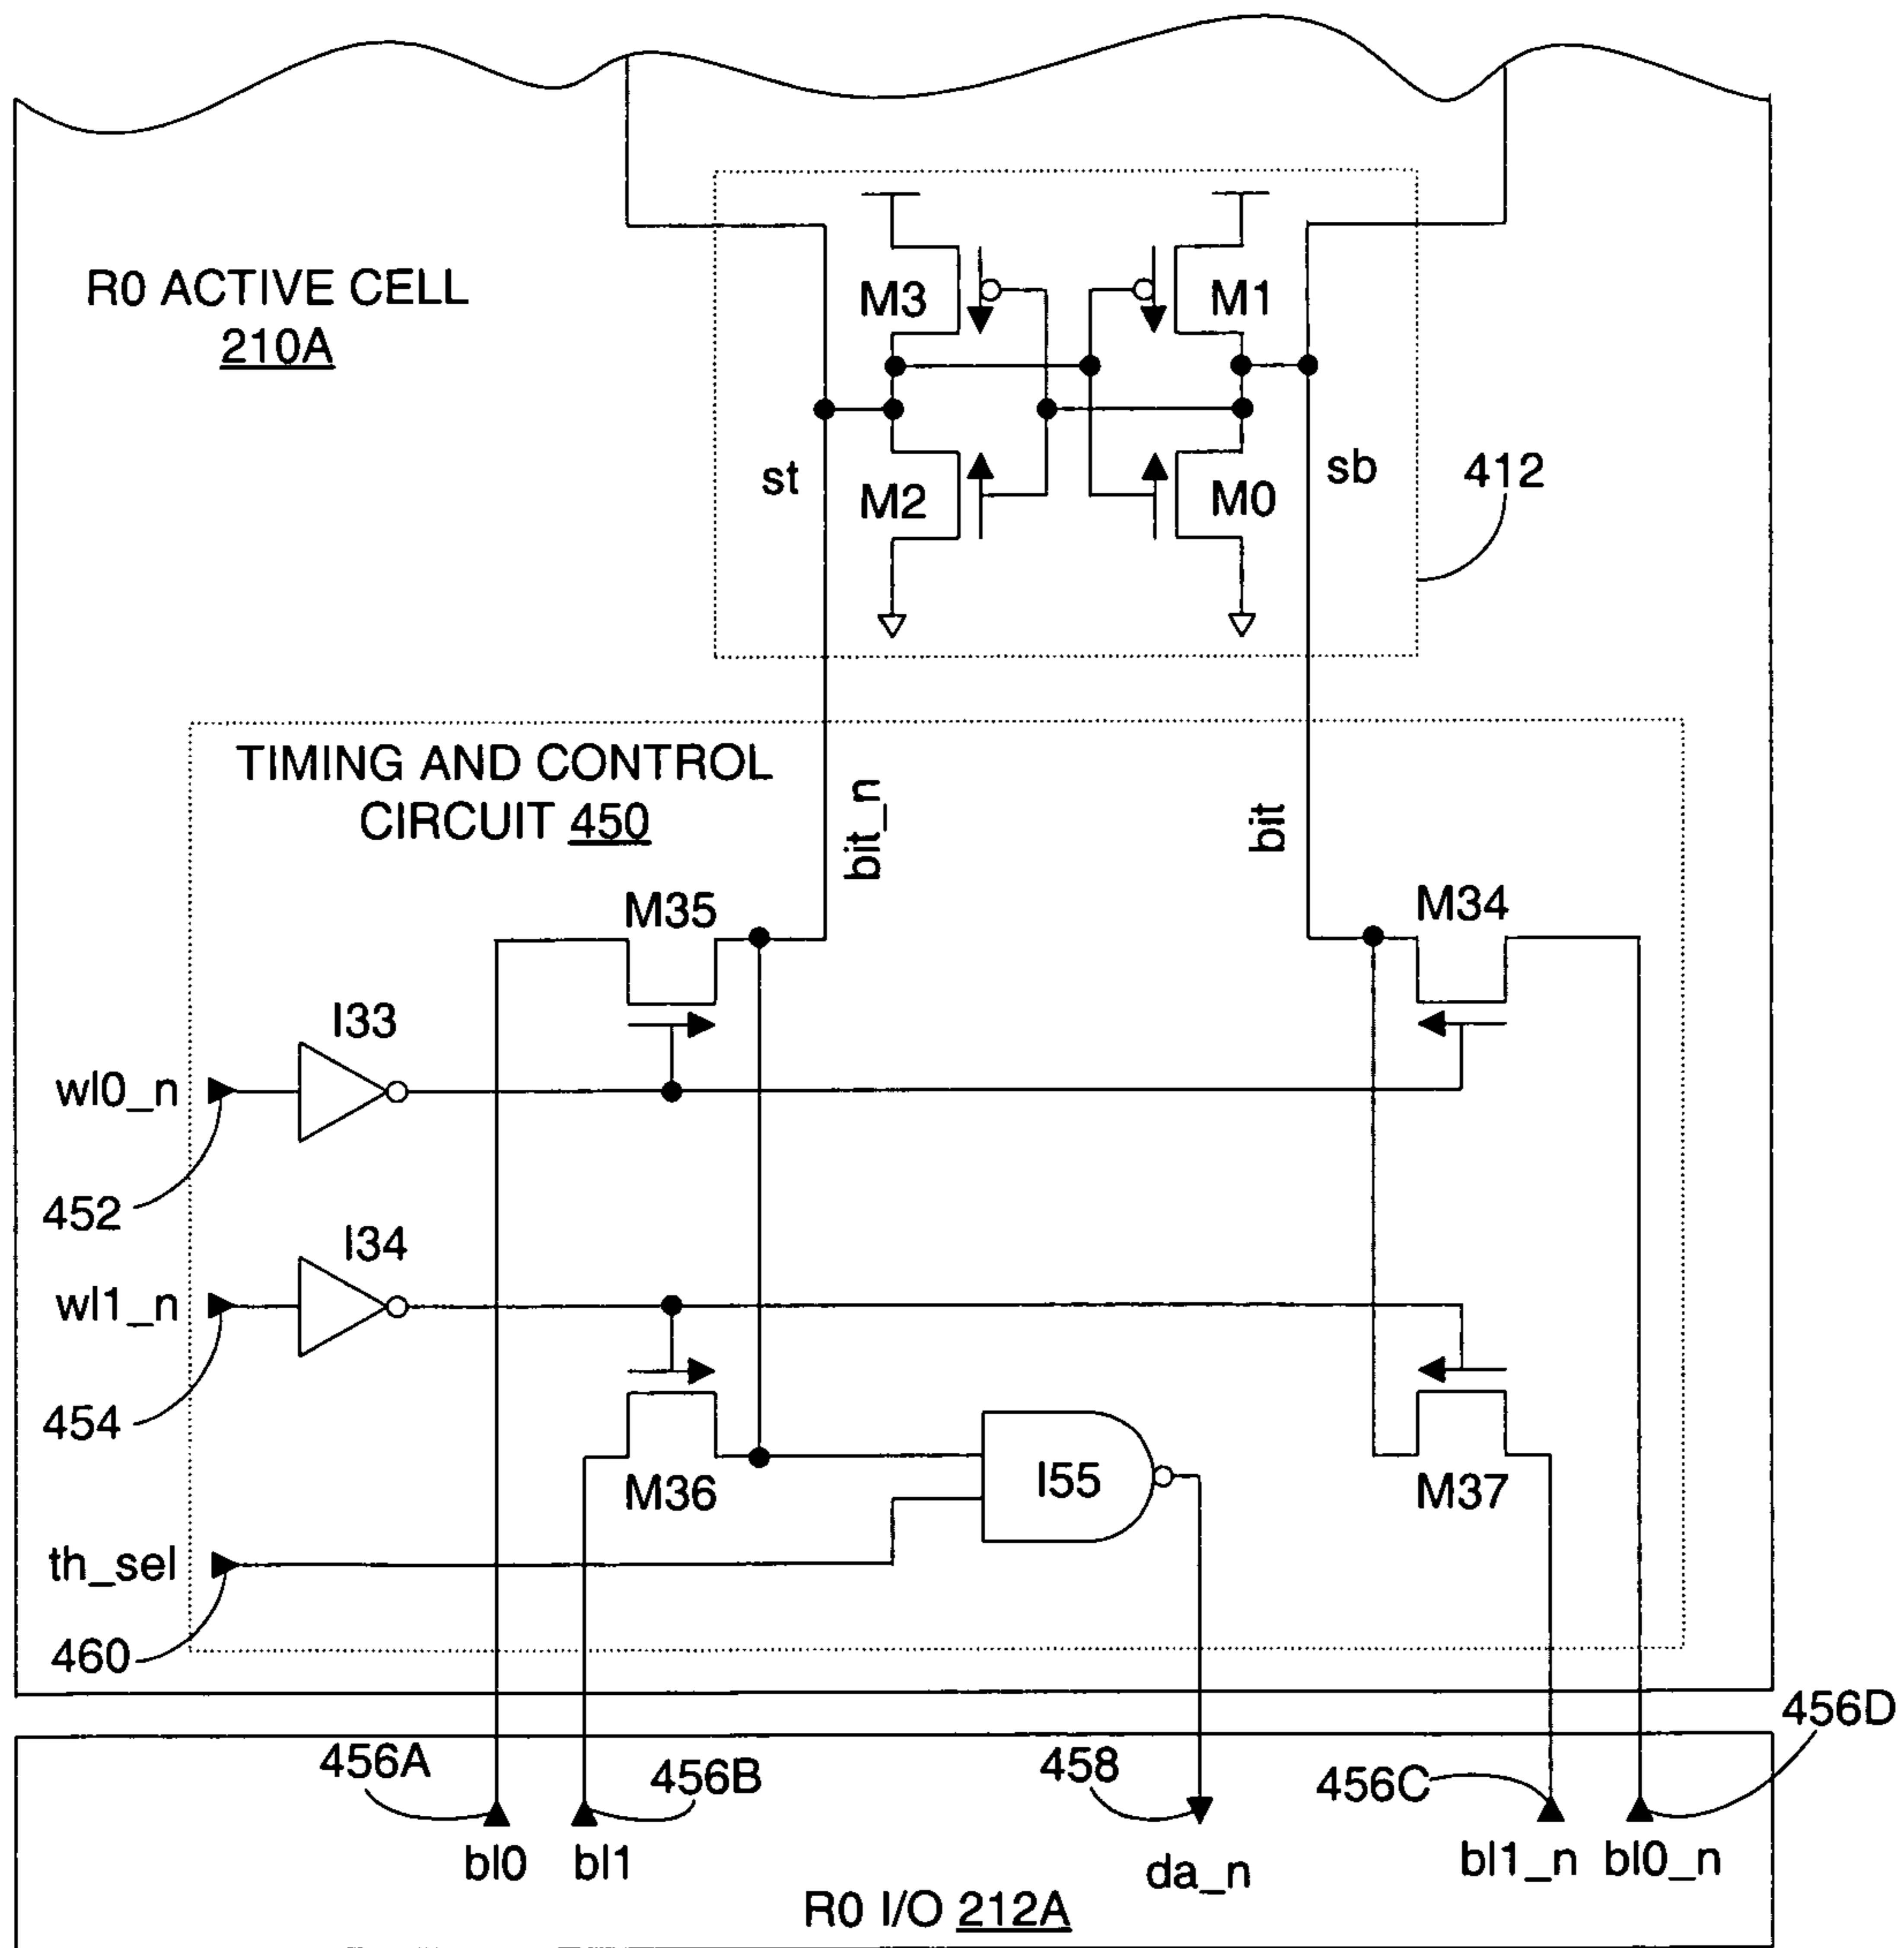 R0 ACTIVE CELL
210A
M3
M1
st
M2
M0
sb
412
TIMING AND CONTROL
CIRCUIT 450
bit_n
bit
M35
M34
I33
wl0_n
452
I34
wl1_n
454
M36
I55
M37
th_sel
460
456A
456B
458
456C
456D
bl0
bl1
da_n
bl1_n
bl0_n
R0 I/O 212A